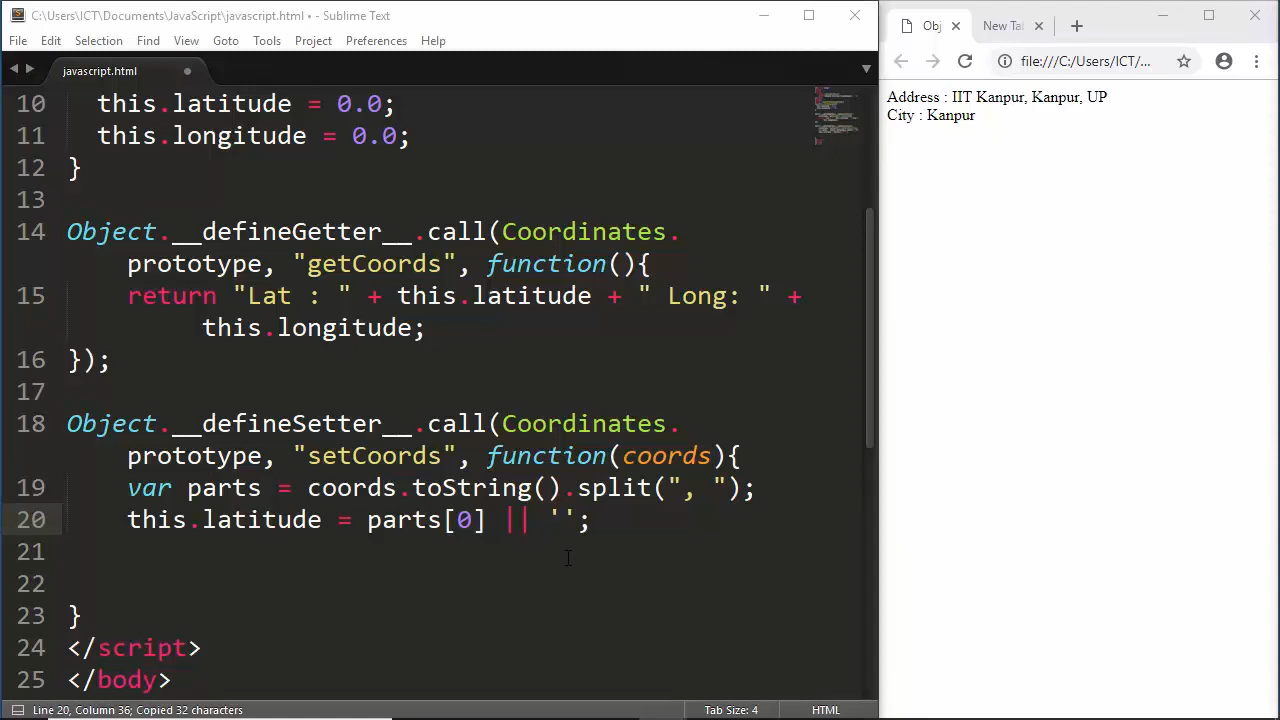 C:\Users\ICT\Documents\JavaScript\javascript.html • - Sublime Text
File Edit Selection Find View Goto Tools Project Preferences Help
javascript.html
10 this.latitude = 0.0;
11 this.longitude = 0.0;
12 }
13
14 Object.__defineGetter__.call(Coordinates.
prototype, "getCoords", function(){
15 return "Lat : " + this.latitude + " Long: " +
this.longitude;
16 });
17
18 Object.__defineSetter__.call(Coordinates.
prototype, "setCoords", function(coords){
19 var parts = coords.toString().split(", ");
20 this.latitude = parts[0] || '';
21
22
23 }
24 </script>
25 </body>
Line 20, Column 36; Copied 32 characters Tab Size: 4 HTML
Obj New Tal
file:///C:/Users/ICT/...
Address : IIT Kanpur, Kanpur, UP
City : Kanpur